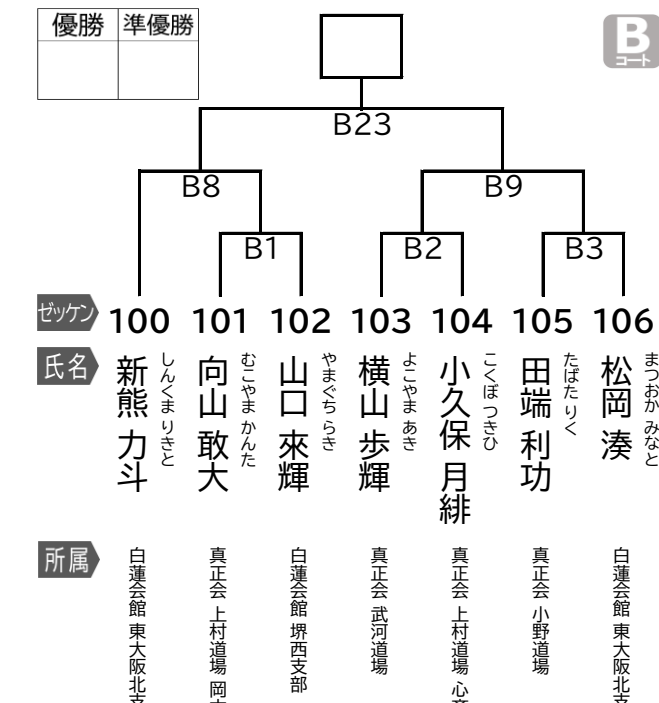 優勝 準優勝
B
コート
B23
B8 B9
B1 B2 B3
ゼッケン 100 101 102 103 104 105 106
氏名
新熊 力斗
しんくま りきと
向山 敢大
むこやま かんた
山口 來輝
やまぐち らき
横山 歩輝
よこやま あき
小久保 月緋
こくぼ つきひ
田端 利功
たばた りく
松岡 湊
まつおか みなと
所属
白蓮会館 東大阪北
真正会 上村道場 岡
白蓮会館 堺西支部
真正会 武河道場
真正会 上村道場 心
真正会 小野道場
白蓮会館 東大阪北